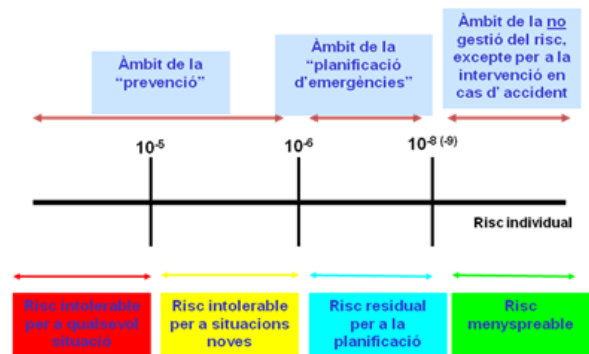 Àmbit de la
“prevenció”
Àmbit de la
“planificació
d’emergències”
Àmbit de la no
gestió del risc,
excepte per a la
intervenció en
cas d’ accident
10-5
10-6
10-8 (-9)
Risc individual
Risc intolerable
per a qualsevol
situació
Risc intolerable
per a situacions
noves
Risc residual
per a la
planificació
Risc
menyspreable